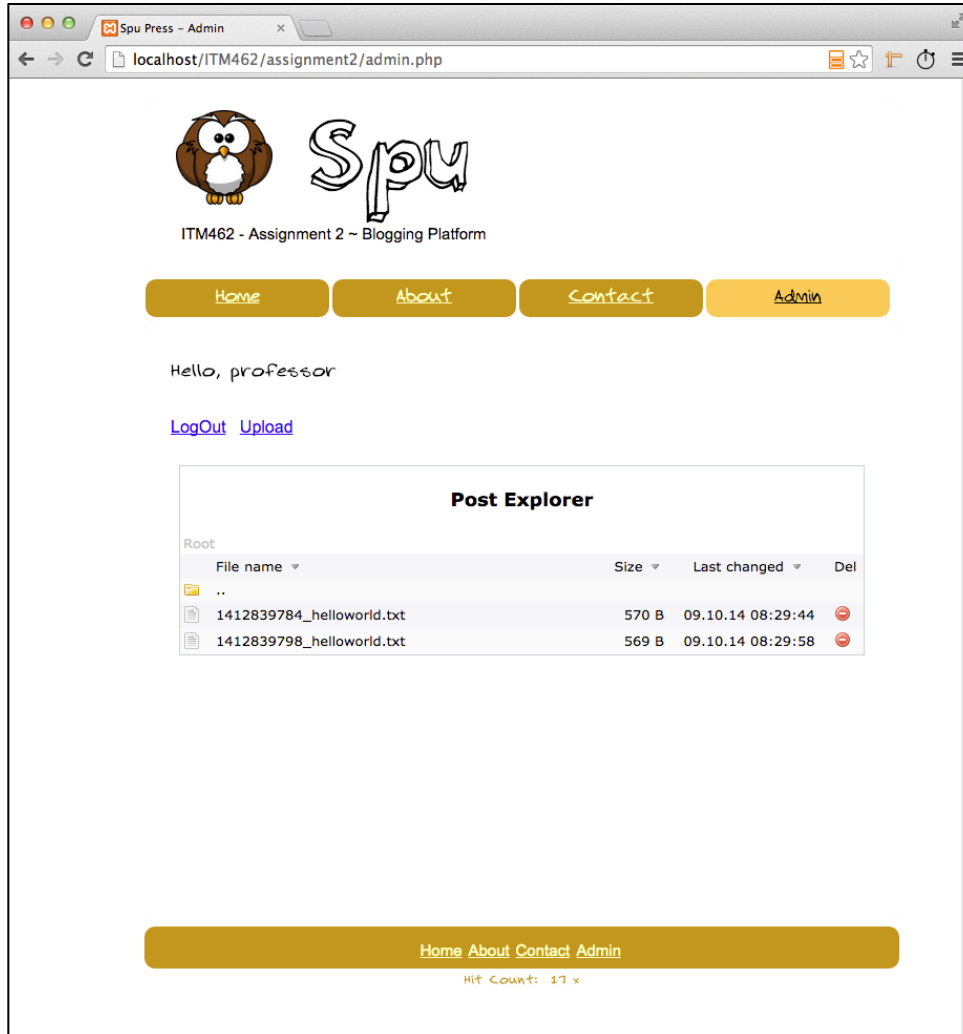 Spu Press – Admin
localhost/ITM462/assignment2/admin.php
Spu
ITM462 - Assignment 2 ~ Blogging Platform
Home About Contact Admin
Hello, professor
LogOut Upload
Post Explorer
Root
File name Size Last changed Del
..
1412839784_helloworld.txt 570 B 09.10.14 08:29:44
1412839798_helloworld.txt 569 B 09.10.14 08:29:58
Home About Contact Admin
Hit Count: 17 x